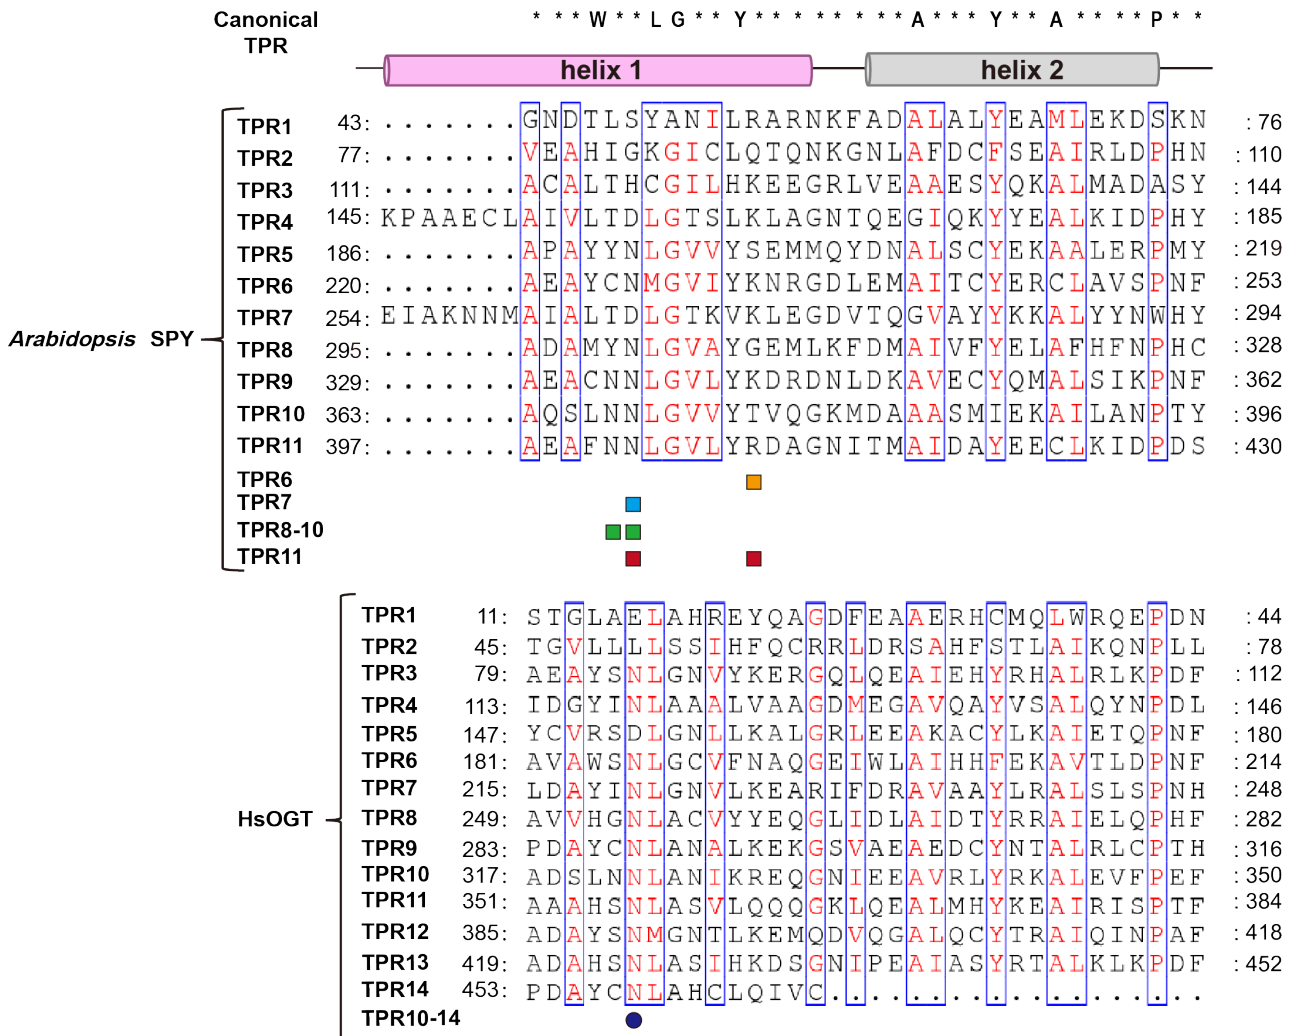 Canonical TPR * * * W * * L G * * Y * * * * * * * * A * * * Y * * A * * * * P * *
helix 1 helix 2
TPR1 43: .......GNDTLSYANILRARNKFADALALYEAMLEKDSKN :76
TPR2 77: .......VEAHIGKGICLQTQNKGNLAFDCFSEAIRLDPHN :110
TPR3 111: .......ACALTHCGILHKEEGRLVEAAESYQKALMADASY :144
TPR4 145: KPAAECLAIVLTDLGTSLKLAGNTQEGIQKYYEALKIDPHY :185
TPR5 186: .......APAYYNLGVVYSEMMQYDNALSCYEKAALERPMY :219
TPR6 220: .......AEAYCNMGVIYKNRGDLEMAITCYERCLAVSPNF :253
TPR7 254: EIAKNNMAIALTDLGTKVKLEGDVTQGVAYYKKALYYNWHY :294
Arabidopsis SPY
TPR8 295: .......ADAMYNLGVAYGEMLKFDMAIVFYELAFHFNPHC :328
TPR9 329: .......AEACNNLGVLYKDRDNLDKAVECYQMALSIKPNF :362
TPR10 363: .......AQSLNNLGVVYTVQGKMDAAASMIEKAILANPTY :396
TPR11 397: .......AEAFNNLGVLYRDAGNITMAIDAYEECLKIDPDS :430
TPR6
TPR7
TPR8-10
TPR11
TPR1 11: STGLAELAHREYQAGDFEAAERHCMQLWRQEPDN :44
TPR2 45: TGVLLLLSSIHFQCRRLDRSAHFSTLAIKQNPLL :78
TPR3 79: AEAYSNLGNVYKERGQLQEAIEHYRHALRLKPDF :112
TPR4 113: IDGYINLAAALVAAGDMEGAVQAYVSALQYNPDL :146
TPR5 147: YCVRSDLGNLLKALGRLEEAKACYLKAIETQPNF :180
TPR6 181: AVAWSNLGCVFNAQGEIWLAIHHFEKAVTLDPNF :214
TPR7 215: LDAYINLGNVLKEARIFDRAVAAYLRALSLSPNH :248
HsOGT
TPR8 249: AVVHGNLACVYYEQGLIDLAIDTYRRAIELQPHF :282
TPR9 283: PDAYCNLANALKEKGSVAEAEDCYNTALRLCPTH :316
TPR10 317: ADSLNNLANIKREQGNIEEAVRLYRKALEVFPEF :350
TPR11 351: AAAHSNLASVLQQQGKLQEALMHYKEAIRISPTF :384
TPR12 385: ADAYSNMGNTLKEMQDVQGALQCYTRAIQINPAF :418
TPR13 419: ADAHSNLASIHKDSGNIPEAIASYRTALKLKPDF :452
TPR14 453: PDAYCNLAHCLQIVC...................
TPR10-14